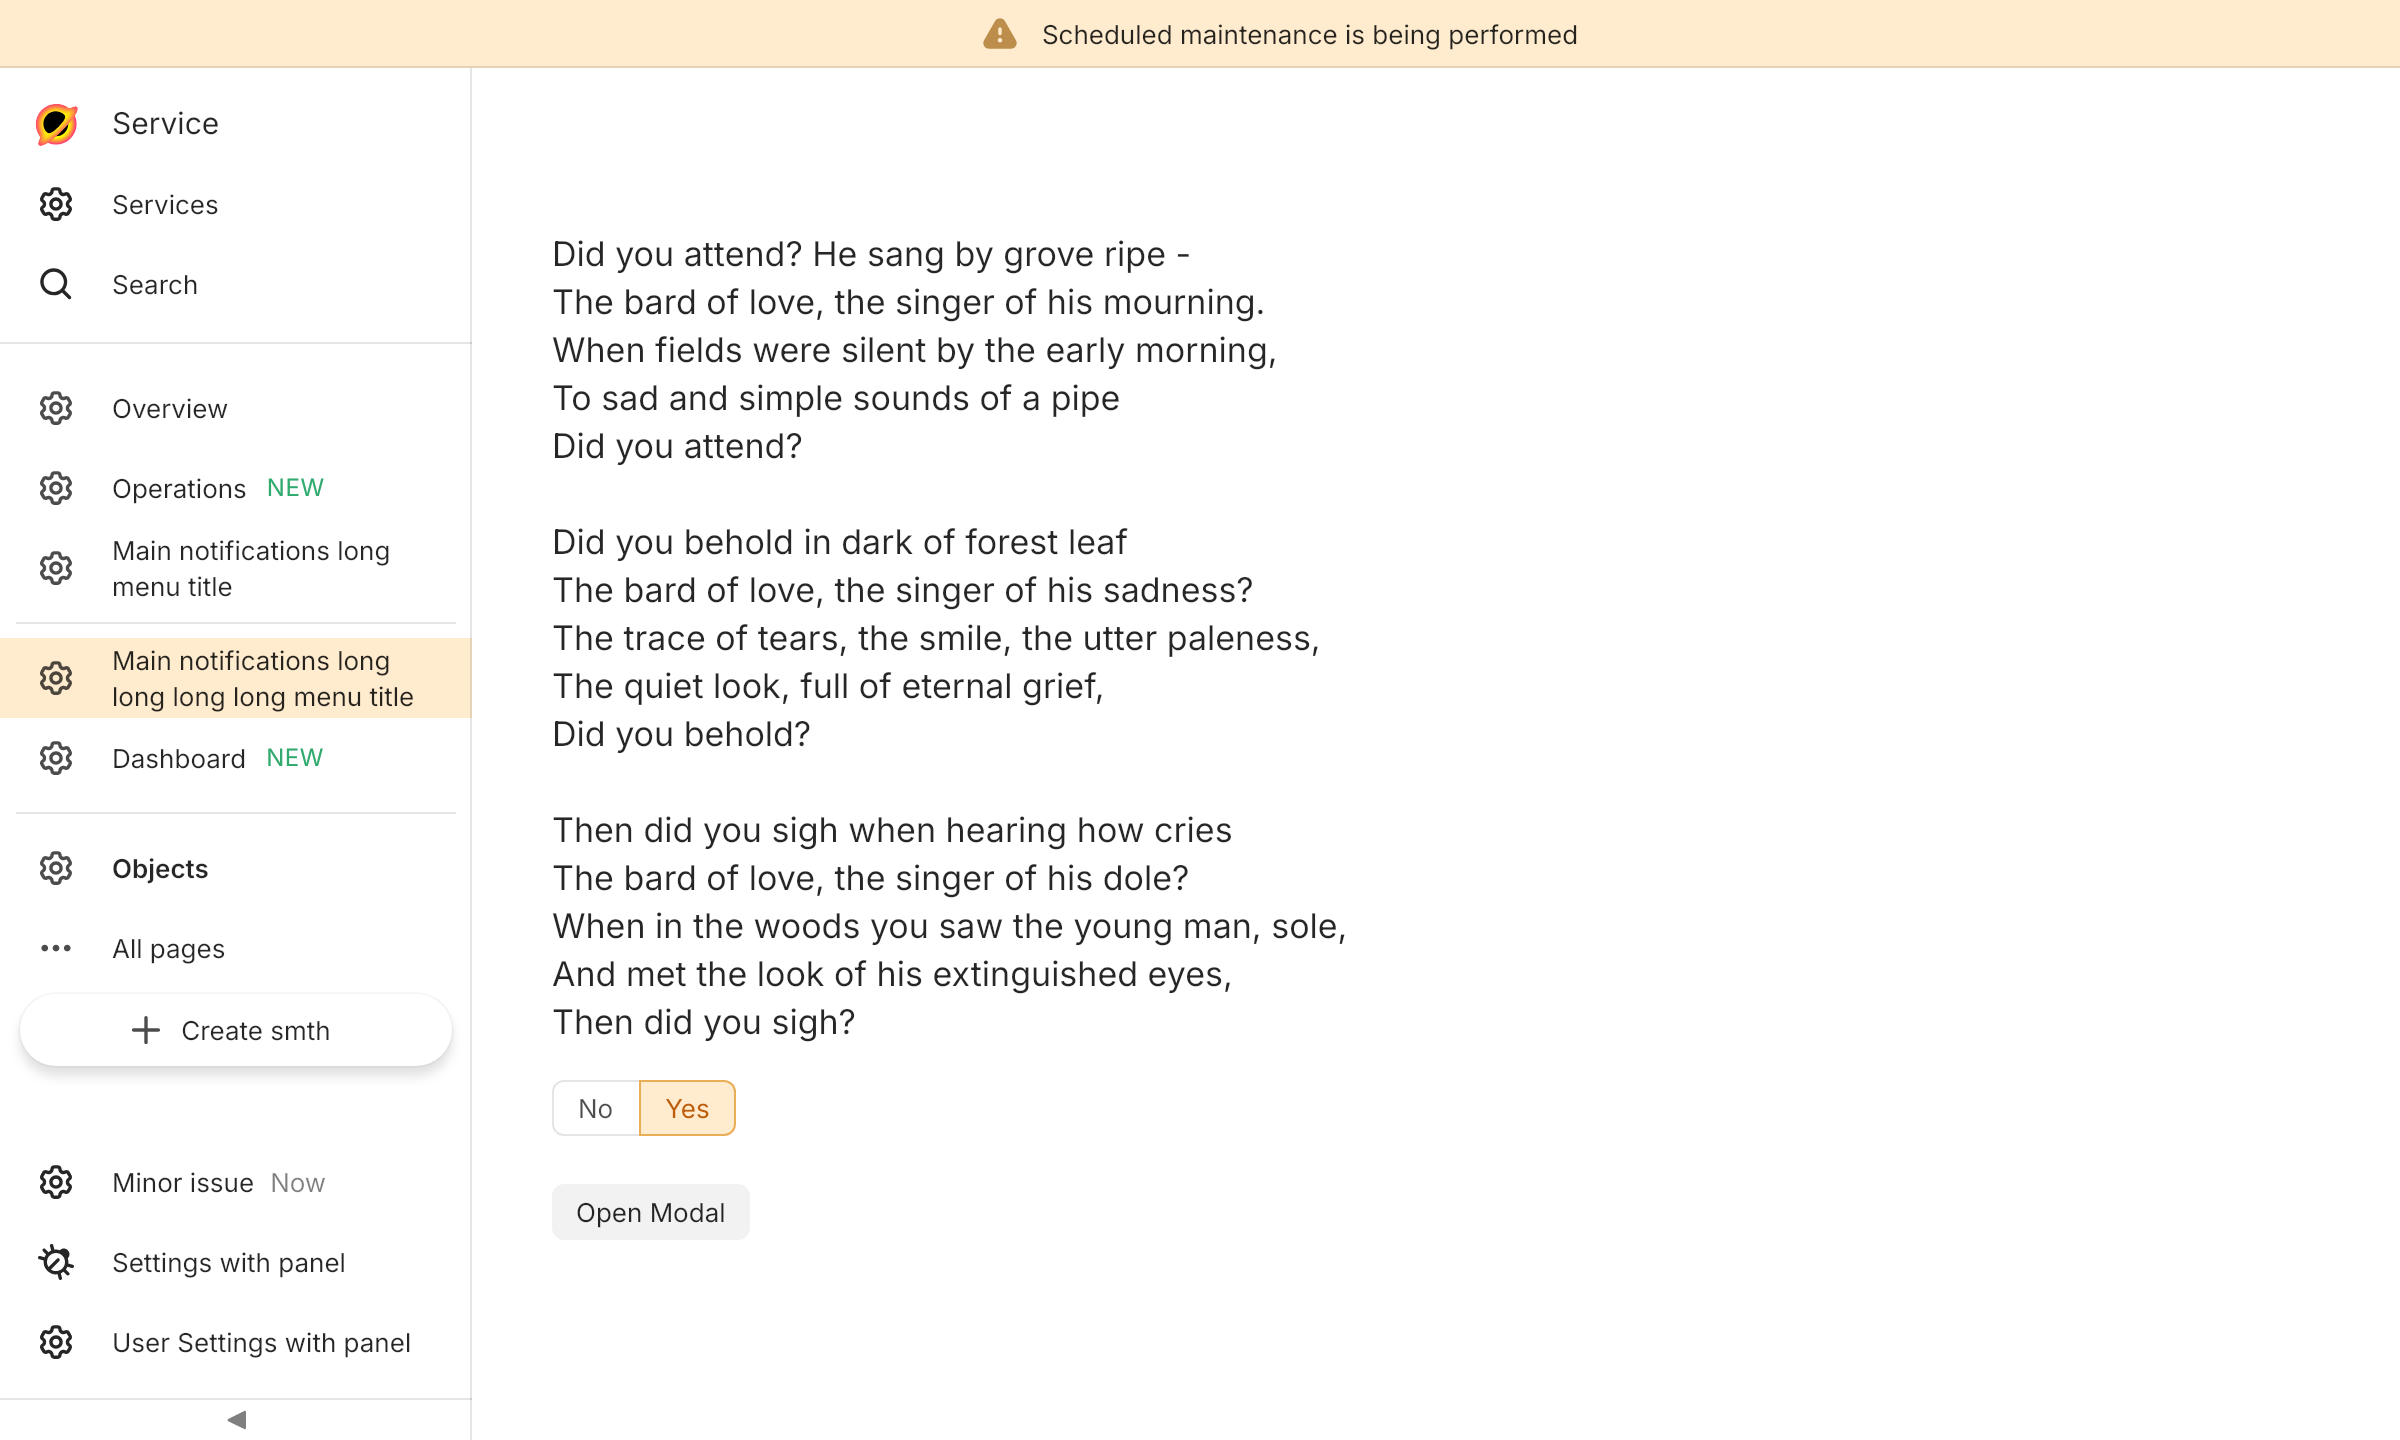 Scheduled maintenance is being performed
Service
Services
Search
Overview
Operations NEW
Main notifications long
menu title
Main notifications long
long long long menu title
Dashboard NEW
Objects
All pages
Create smth
Minor issue Now
Settings with panel
User Settings with panel
Did you attend? He sang by grove ripe -
The bard of love, the singer of his mourning.
When fields were silent by the early morning,
To sad and simple sounds of a pipe
Did you attend?
Did you behold in dark of forest leaf
The bard of love, the singer of his sadness?
The trace of tears, the smile, the utter paleness,
The quiet look, full of eternal grief,
Did you behold?
Then did you sigh when hearing how cries
The bard of love, the singer of his dole?
When in the woods you saw the young man, sole,
And met the look of his extinguished eyes,
Then did you sigh?
No Yes
Open Modal